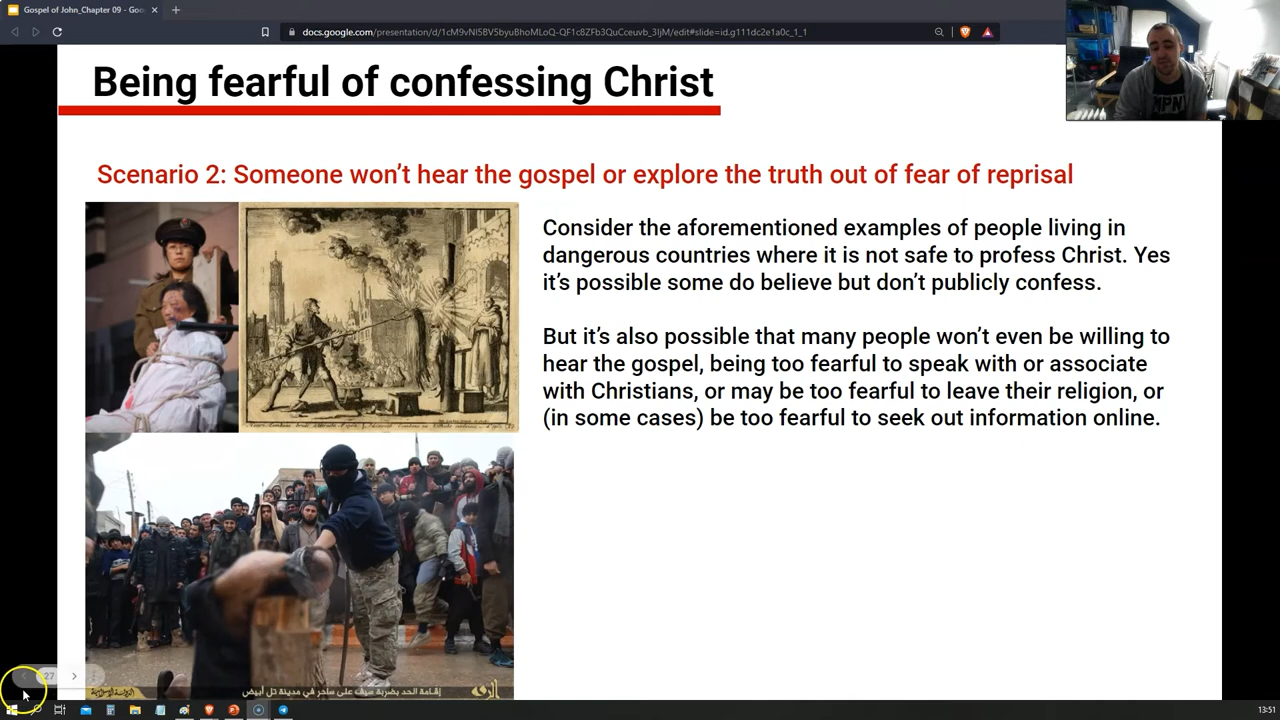 Gospel of John_Chapter 09 - Goo
docs.google.com/presentation/d/1cM9vNI5BV5byuBhoMLoQ-QF1c8ZFb3QuCceuvb_3ljM/edit#slide=id.g111dc2e1a0c_1_1
Being fearful of confessing Christ
Scenario 2: Someone won't hear the gospel or explore the truth out of fear of reprisal
Consider the aforementioned examples of people living in
dangerous countries where it is not safe to profess Christ. Yes
it's possible some do believe but don't publicly confess.
But it's also possible that many people won't even be willing to
hear the gospel, being too fearful to speak with or associate
with Christians, or may be too fearful to leave their religion, or
(in some cases) be too fearful to seek out information online.
إقامة الحد بضربة سيف على ساحر في مدينة تل أبيض
27
13:51